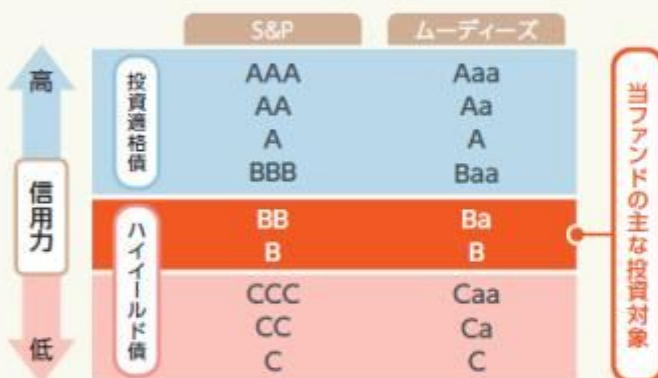 S&P ムーディーズ
高
信用力
低
投資適格債
AAA Aaa
AA Aa
A A
BBB Baa
ハイイールド債
BB Ba
B B
CCC Caa
CC Ca
C C
当ファンドの主な投資対象